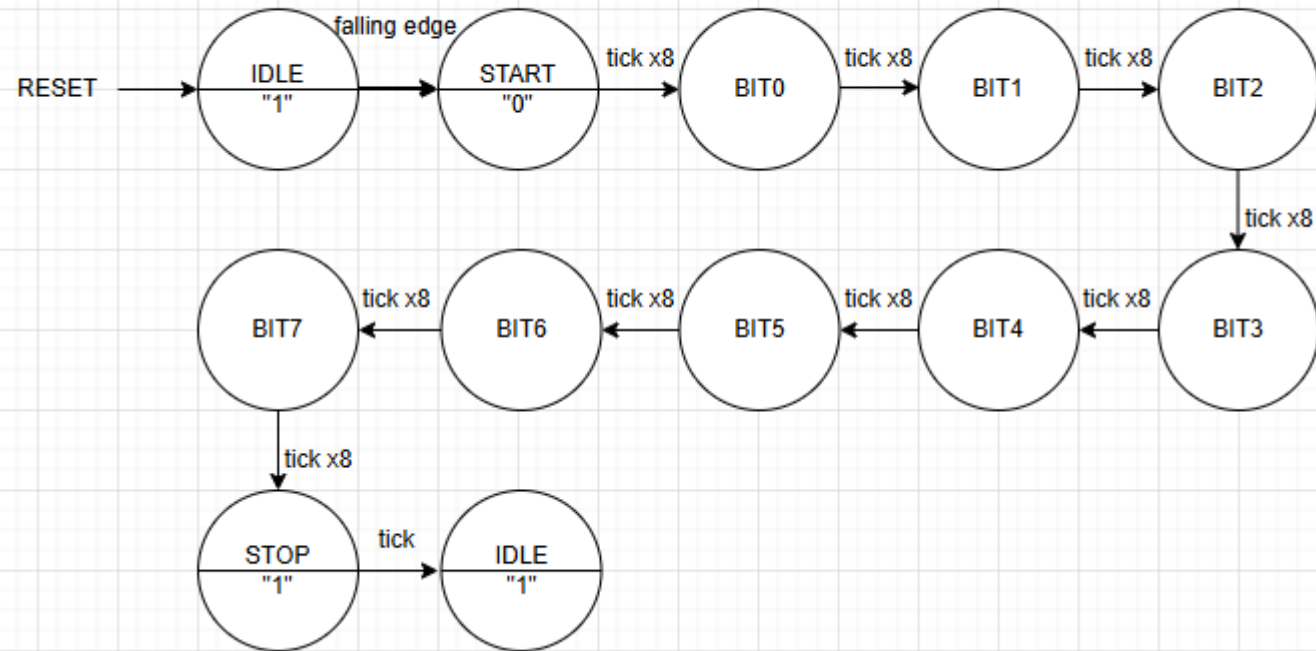 falling edge
RESET
IDLE
"1"
START
"0"
tick x8
BIT0
tick x8
BIT1
tick x8
BIT2
tick x8
BIT7
tick x8
BIT6
tick x8
BIT5
tick x8
BIT4
tick x8
BIT3
tick x8
STOP
"1"
tick
IDLE
"1"